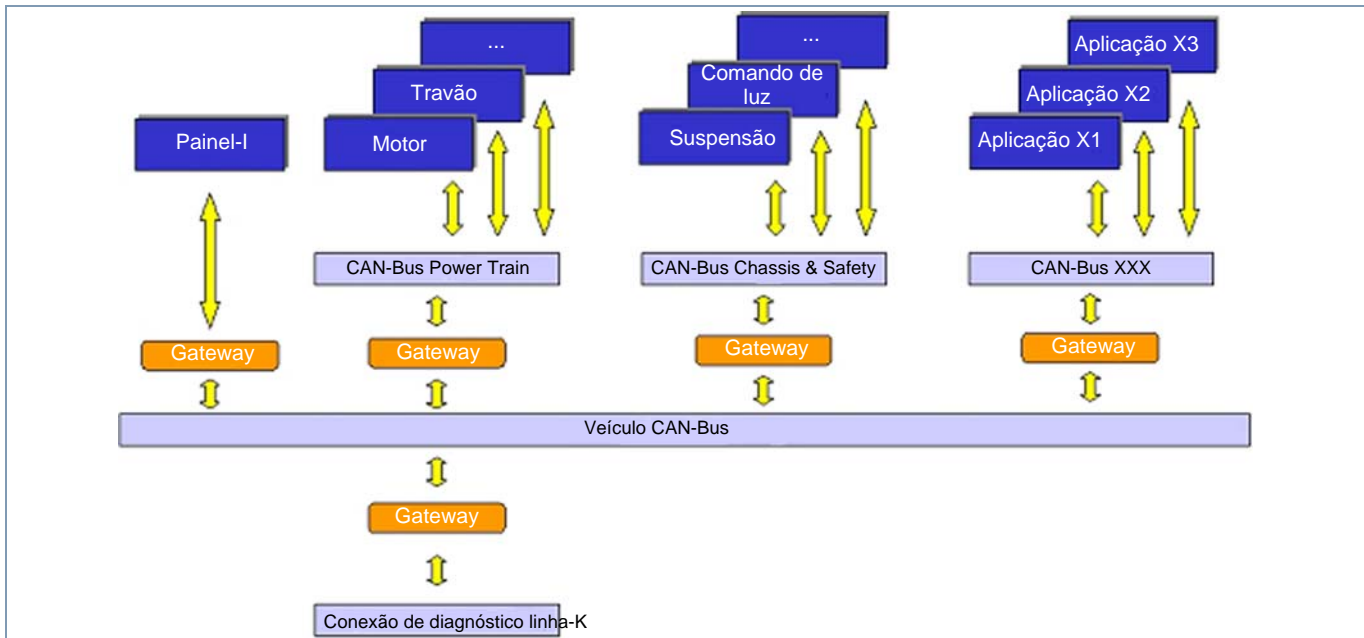 ...
...
Aplicação X3
Travão
Comando de
luz
Aplicação X2
Painel-I
Motor
Suspensão
Aplicação X1
CAN-Bus Power Train
CAN-Bus Chassis & Safety
CAN-Bus XXX
Gateway
Gateway
Gateway
Gateway
Veículo CAN-Bus
Gateway
Conexão de diagnóstico linha-K